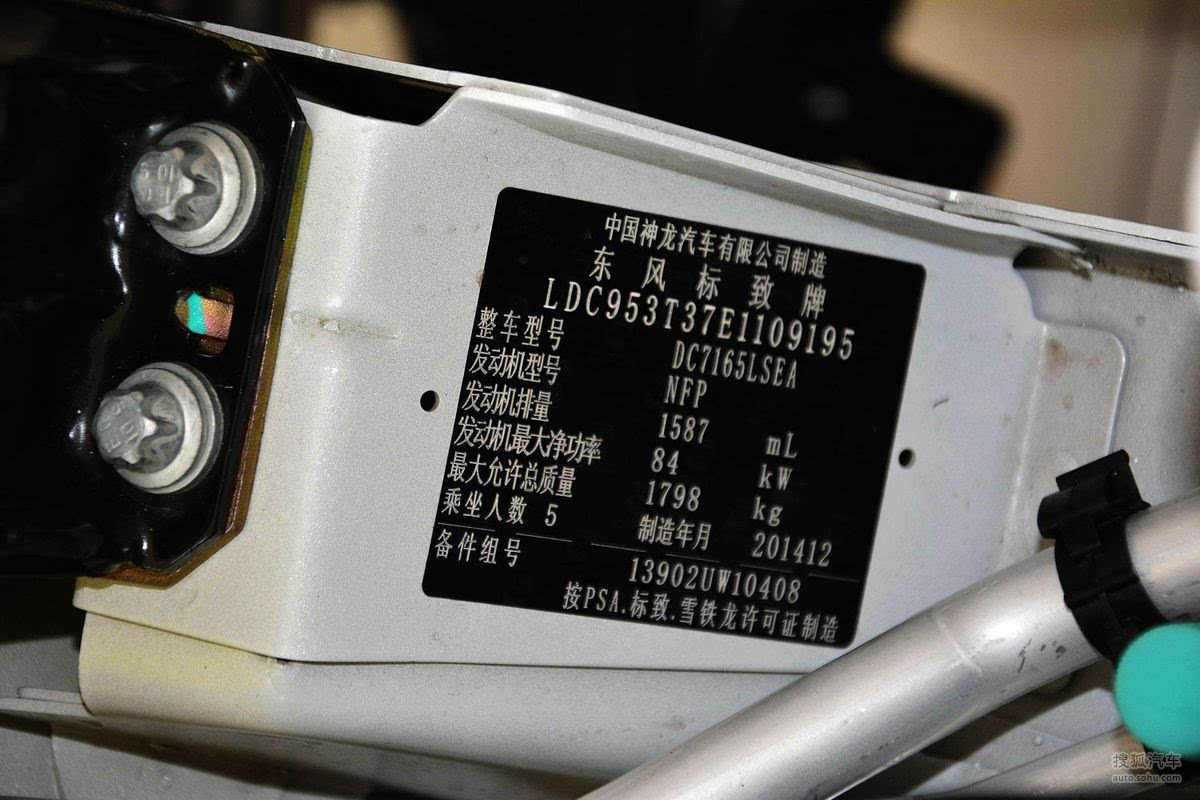 中国神龙汽车有限公司制造
东风标致牌
LDC953T37E1109195
整车型号 DC7165LSEA
发动机型号 NFP
发动机排量 1587 mL
发动机最大净功率 84 kW
最大允许总质量 1798 kg
乘坐人数 5 制造年月 201412
备件组号 13902UW10408
按PSA.标致.雪铁龙许可证制造
搜狐汽车
auto.sohu.com